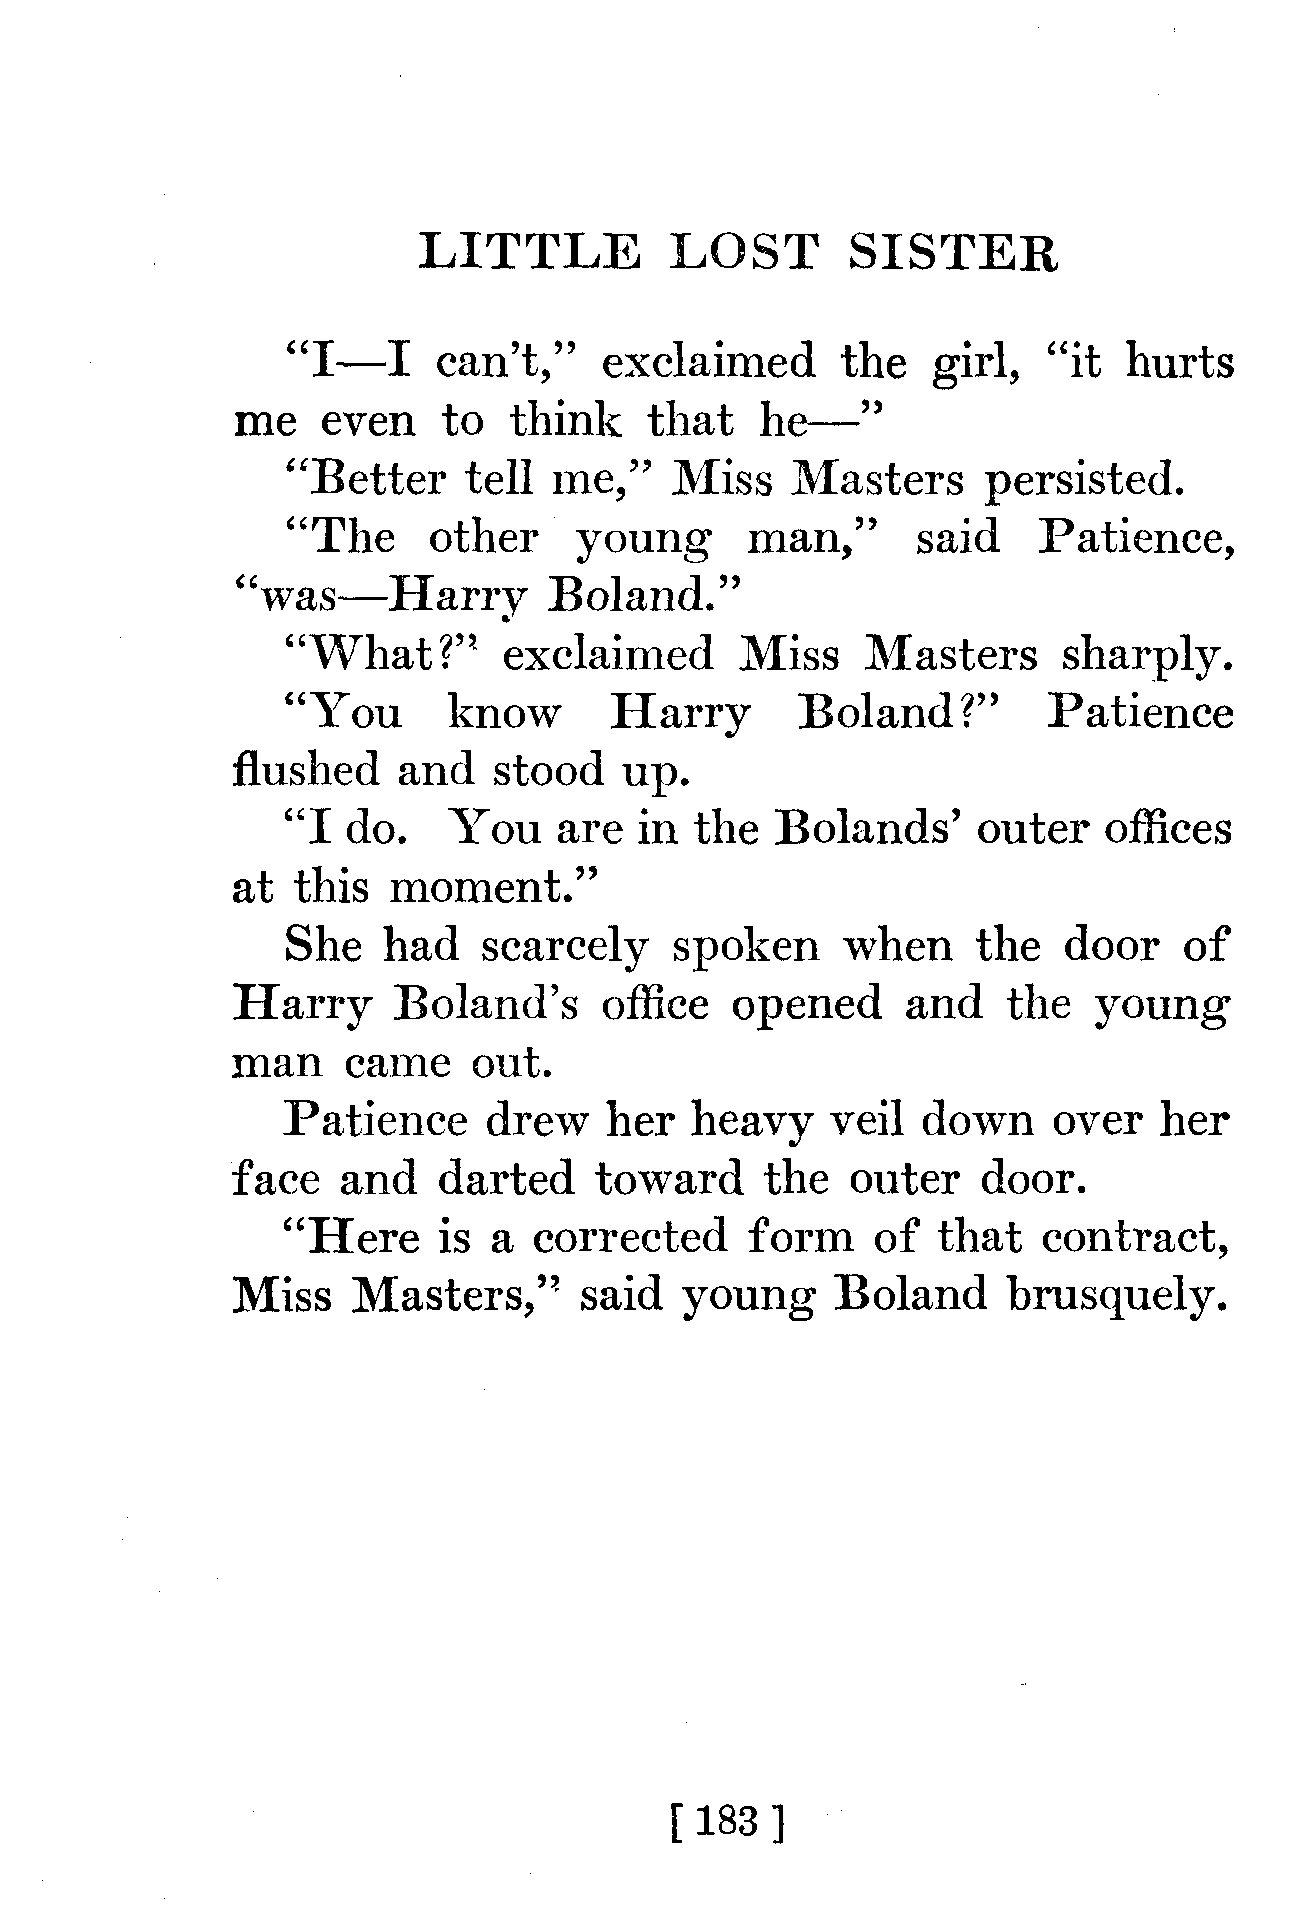 LITTLE LOST SISTER
“I—I can't,” exclaimed the girl, “it hurts
me even to think that he—”
“Better tell me,” Miss Masters persisted.
“The other young man,” said Patience,
“was—Harry Boland.”
“What?” exclaimed Miss Masters sharply.
“You know Harry Boland?” Patience
flushed and stood up.
“I do. You are in the Bolands’ outer offices
at this moment.”
She had scarcely spoken when the door of
Harry Boland’s office opened and the young
man came out.
Patience drew her heavy veil down over her
face and darted toward the outer door.
“Here is a corrected form of that contract,
Miss Masters,” said young Boland brusquely.
[ 183 ]